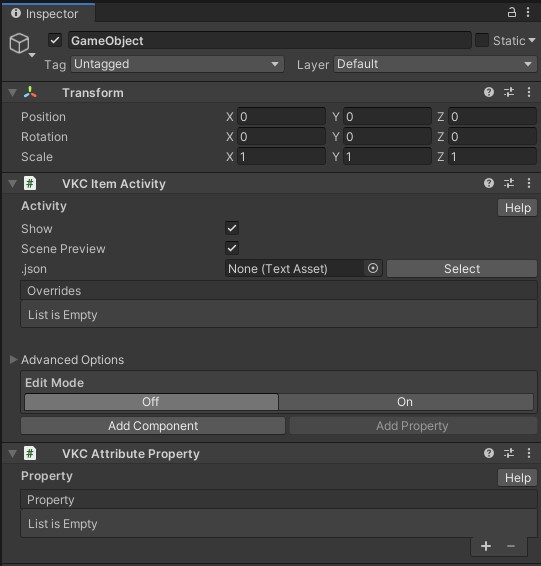 Inspector
GameObject Static
Tag Untagged Layer Default
Transform
Position X 0 Y 0 Z 0
Rotation X 0 Y 0 Z 0
Scale X 1 Y 1 Z 1
# VKC Item Activity
Activity Help
Show
Scene Preview
.json None (Text Asset) Select
Overrides
List is Empty
Advanced Options
Edit Mode
Off On
Add Component Add Property
# VKC Attribute Property
Property Help
Property
List is Empty
+ −